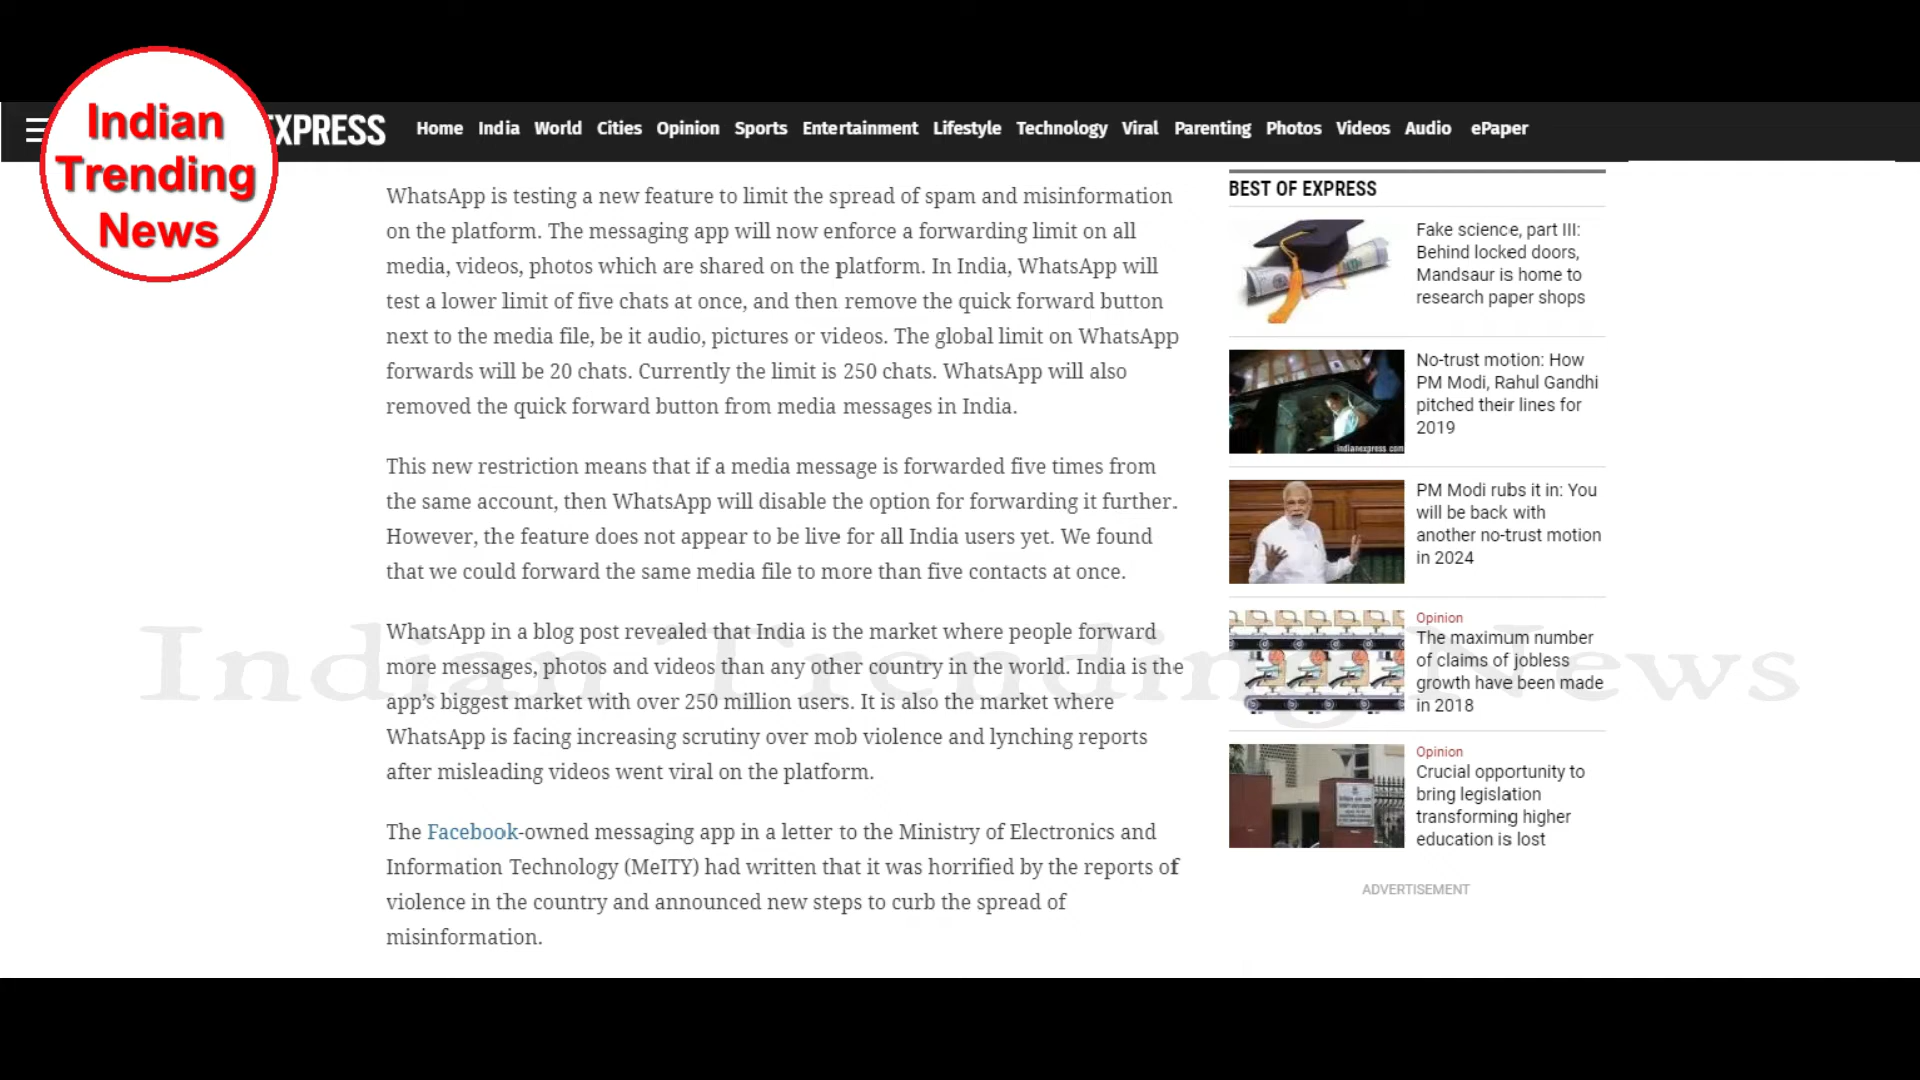 Indian
Trending
News
EXPRESS
Home India World Cities Opinion Sports Entertainment Lifestyle Technology Viral Parenting Photos Videos Audio ePaper
WhatsApp is testing a new feature to limit the spread of spam and misinformation
on the platform. The messaging app will now enforce a forwarding limit on all
media, videos, photos which are shared on the platform. In India, WhatsApp will
test a lower limit of five chats at once, and then remove the quick forward button
next to the media file, be it audio, pictures or videos. The global limit on WhatsApp
forwards will be 20 chats. Currently the limit is 250 chats. WhatsApp will also
removed the quick forward button from media messages in India.
This new restriction means that if a media message is forwarded five times from
the same account, then WhatsApp will disable the option for forwarding it further.
However, the feature does not appear to be live for all India users yet. We found
that we could forward the same media file to more than five contacts at once.
WhatsApp in a blog post revealed that India is the market where people forward
more messages, photos and videos than any other country in the world. India is the
app's biggest market with over 250 million users. It is also the market where
WhatsApp is facing increasing scrutiny over mob violence and lynching reports
after misleading videos went viral on the platform.
The Facebook-owned messaging app in a letter to the Ministry of Electronics and
Information Technology (MeITY) had written that it was horrified by the reports of
violence in the country and announced new steps to curb the spread of
misinformation.
BEST OF EXPRESS
Fake science, part III:
Behind locked doors,
Mandsaur is home to
research paper shops
No-trust motion: How
PM Modi, Rahul Gandhi
pitched their lines for
2019
indianexpress.com
PM Modi rubs it in: You
will be back with
another no-trust motion
in 2024
Opinion
The maximum number
of claims of jobless
growth have been made
in 2018
Opinion
Crucial opportunity to
bring legislation
transforming higher
education is lost
ADVERTISEMENT
Indian Trending News